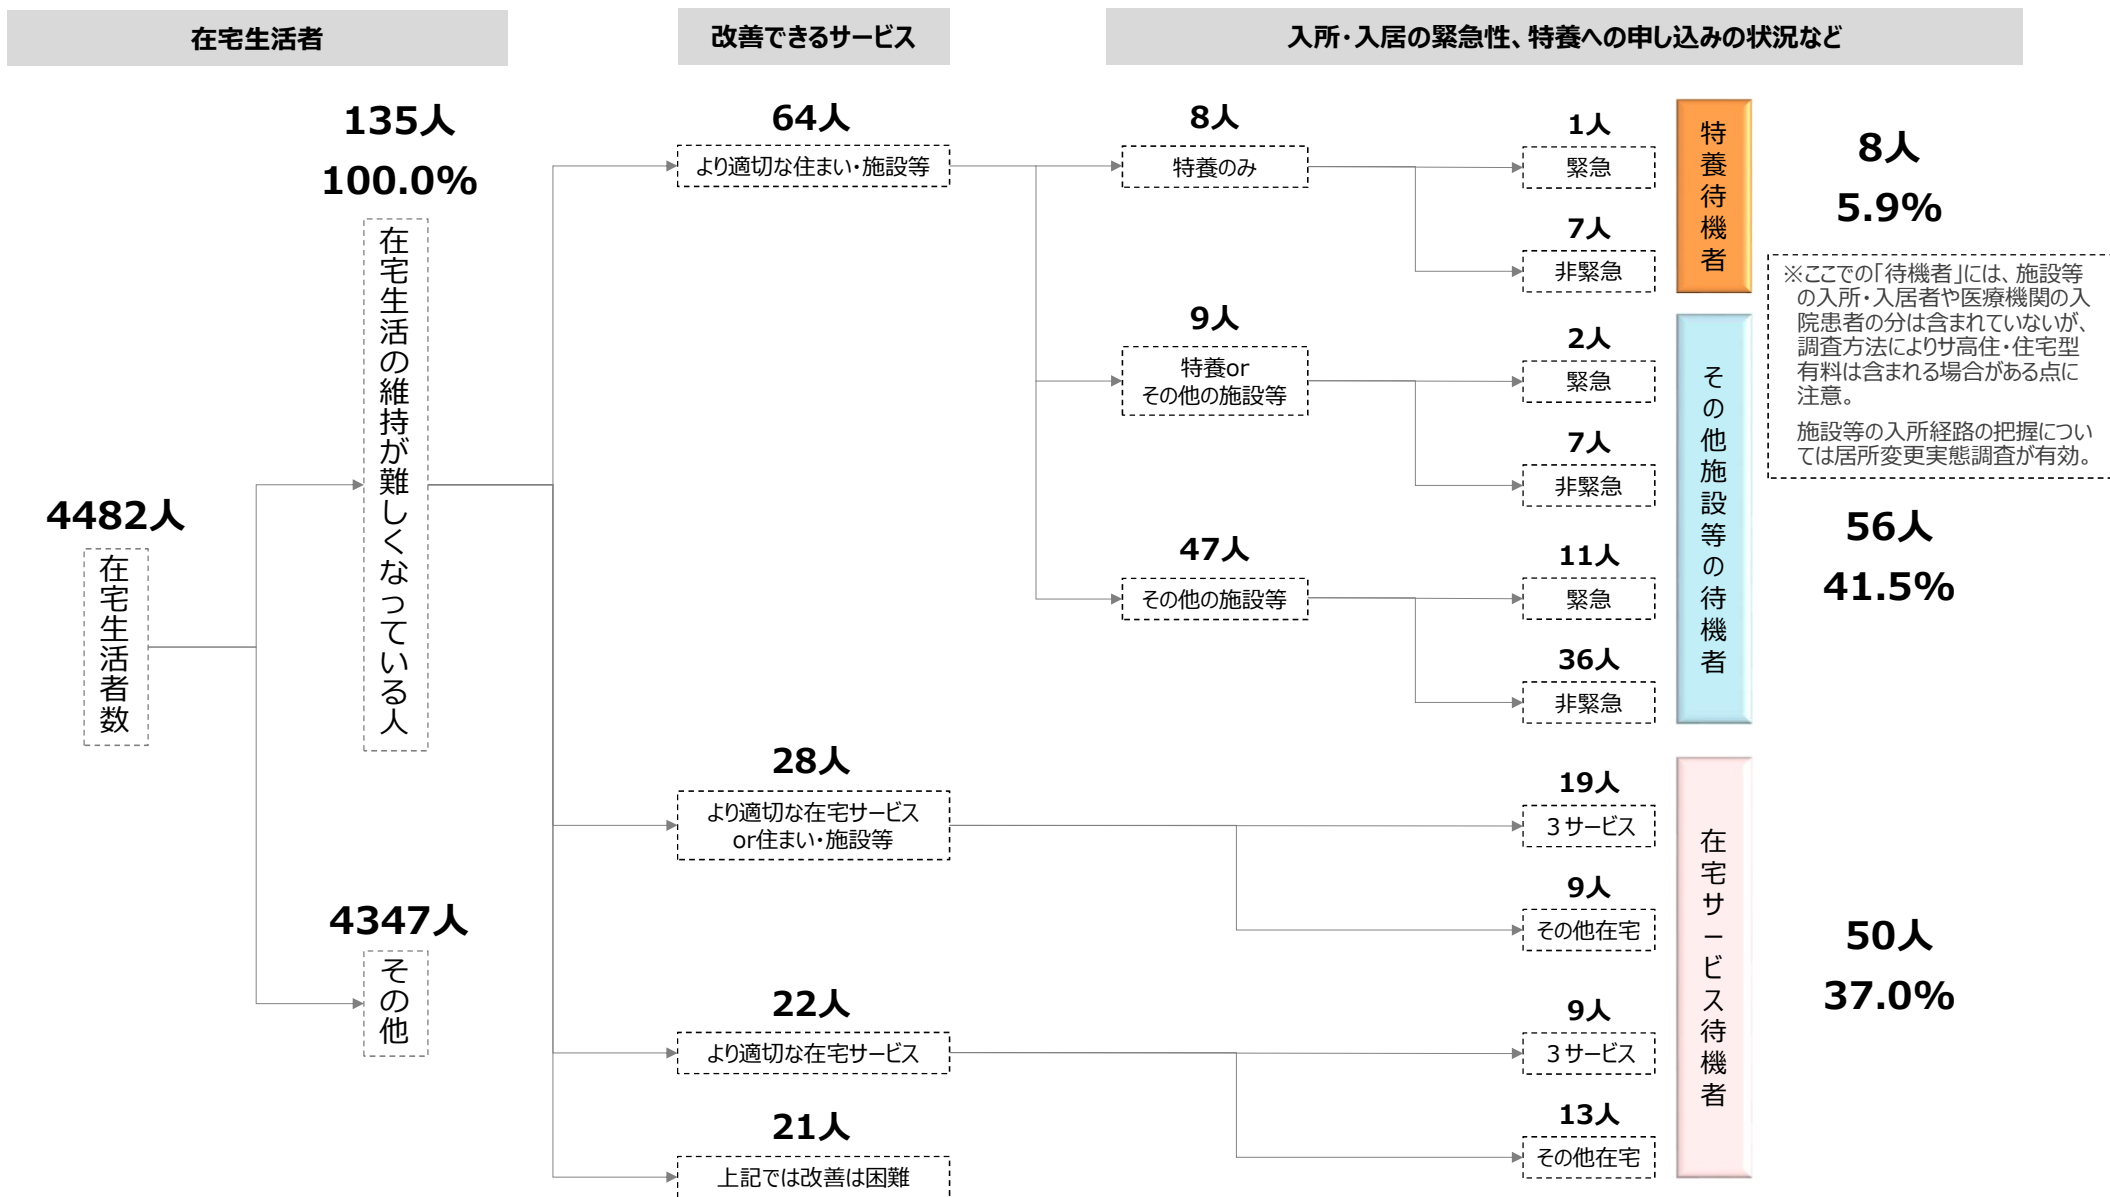 在宅生活者
改善できるサービス
入所・入居の緊急性、特養への申し込みの状況など
4482人
在宅生活者数
135人
100.0%
在宅生活の維持が難しくなっている人
4347人
その他
64人
より適切な住まい・施設等
28人
より適切な在宅サービス
or住まい・施設等
22人
より適切な在宅サービス
21人
上記では改善は困難
8人
特養のみ
9人
特養or
その他の施設等
47人
その他の施設等
1人
緊急
7人
非緊急
2人
緊急
7人
非緊急
11人
緊急
36人
非緊急
19人
３サービス
9人
その他在宅
9人
３サービス
13人
その他在宅
特養待機者
8人
5.9%
※ここでの「待機者」には、施設等
の入所・入居者や医療機関の入
院患者の分は含まれていないが、
調査方法によりサ高住・住宅型
有料は含まれる場合がある点に
注意。
施設等の入所経路の把握につい
ては居所変更実態調査が有効。
その他施設等の待機者
56人
41.5%
在宅サービス待機者
50人
37.0%